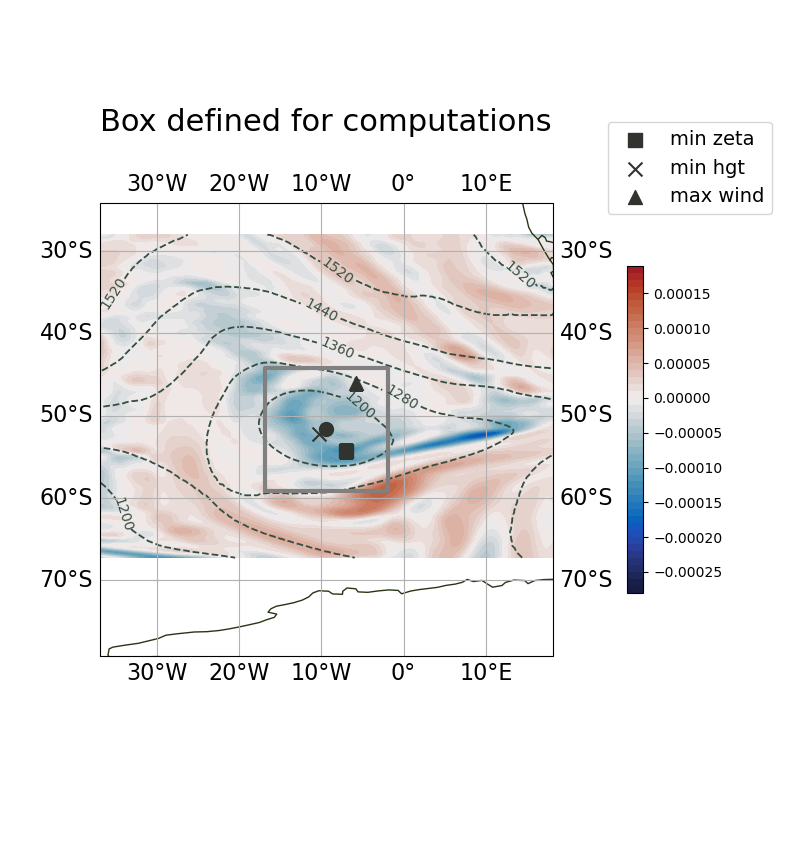 Box defined for computations
min zeta
min hgt
max wind
30°W 20°W 10°W 0° 10°E
30°S 30°S
40°S 40°S
50°S 50°S
60°S 60°S
70°S 70°S
1520
1520
1520
1440
1360
1280
1200
1200
30°W 20°W 10°W 0° 10°E
0.00015
0.00010
0.00005
0.00000
−0.00005
−0.00010
−0.00015
−0.00020
−0.00025